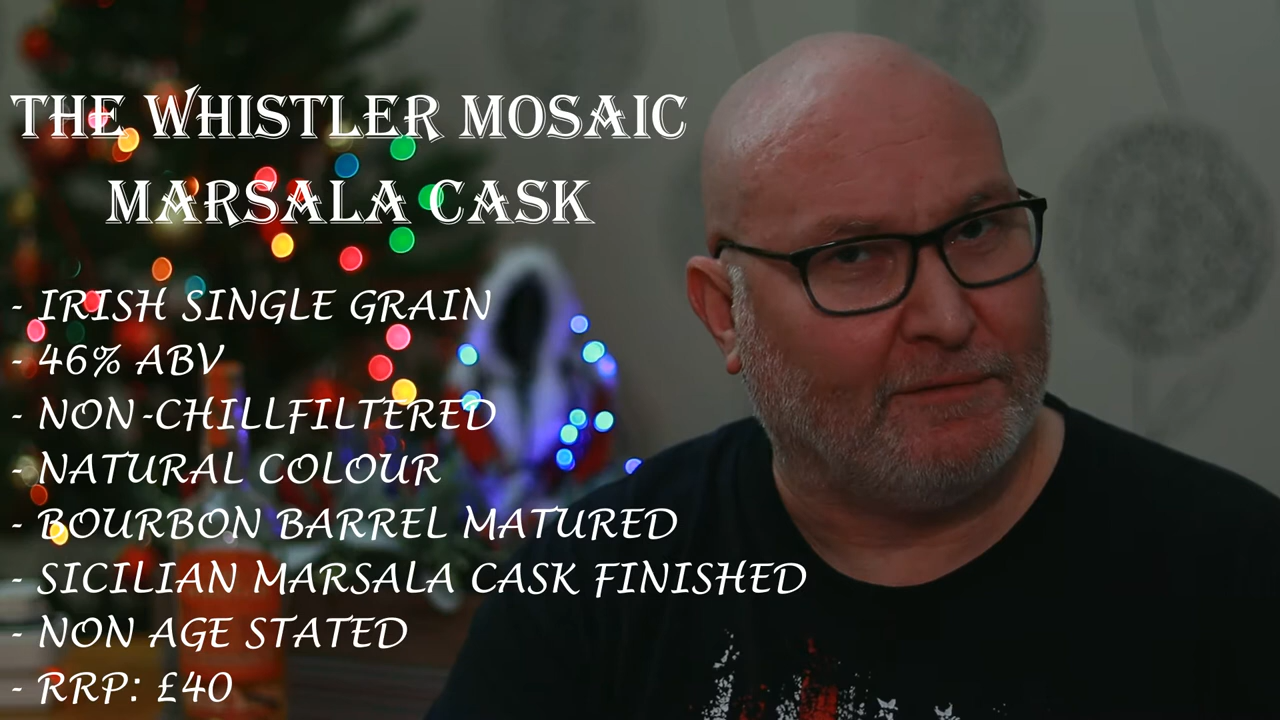 THE WHISTLER MOSAIC
MARSALA CASK
- IRISH SINGLE GRAIN
- 46% ABV
- NON-CHILLFILTERED
- NATURAL COLOUR
- BOURBON BARREL MATURED
- SICILIAN MARSALA CASK FINISHED
- NON AGE STATED
- RRP: £40